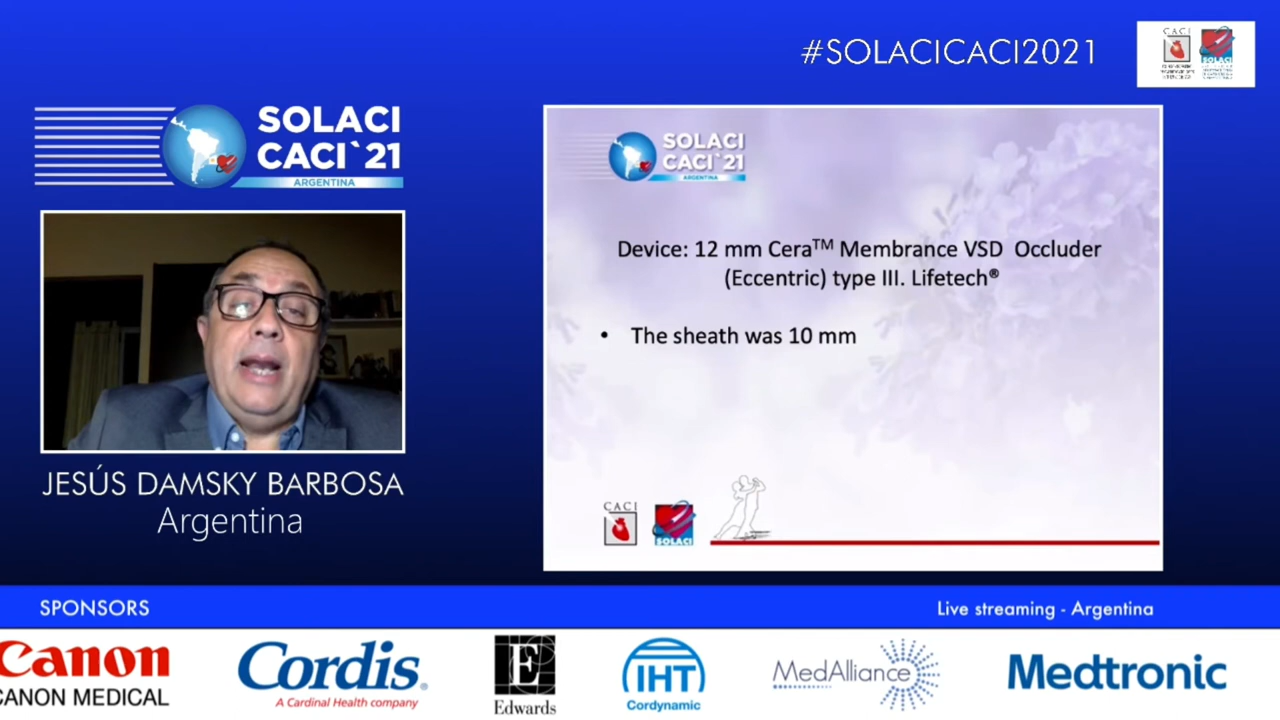 #SOLACICACI2021
CACI
SOLACI
SOLACI
CACI`21
ARGENTINA
JESÚS DAMSKY BARBOSA
Argentina
SOLACI
CACI`21
ARGENTINA
Device: 12 mm Cera™ Membrance VSD Occluder
(Eccentric) type III. Lifetech®
• The sheath was 10 mm
CACI
SOLACI
SPONSORS
Live streaming - Argentina
Canon
CANON MEDICAL
Cordis®
A Cardinal Health company
E
Edwards
IHT
Cordynamic
MedAlliance
Medtronic